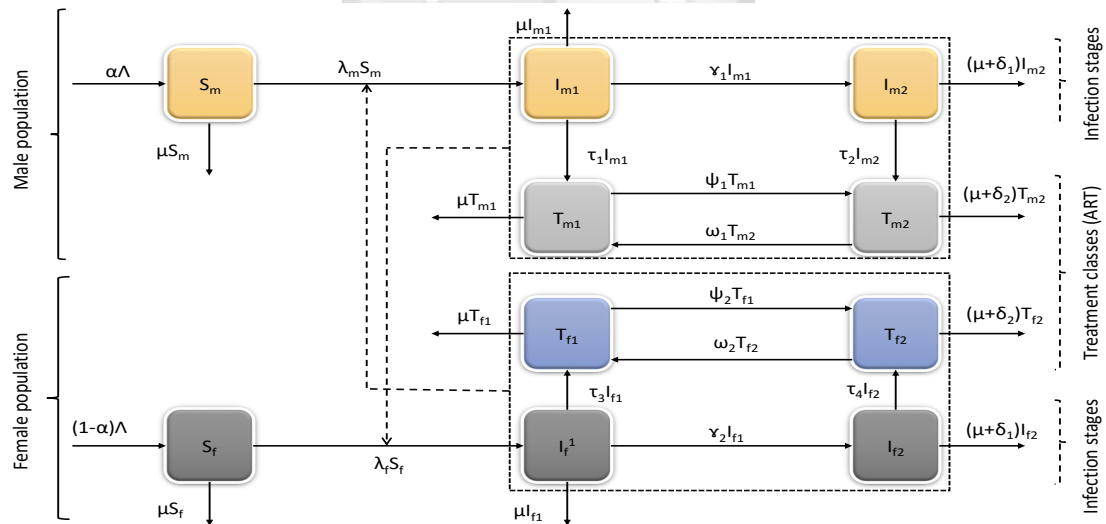 Male population
Female population
αΛ
S_m
μS_m
λ_mS_m
μI_m1
I_m1
ɣ_1I_m1
I_m2
(μ+δ_1)I_m2
τ_1I_m1
τ_2I_m2
T_m1
μT_m1
ψ_1T_m1
ω_1T_m2
T_m2
(μ+δ_2)T_m2
T_f1
μT_f1
ψ_2T_f1
ω_2T_f2
T_f2
(μ+δ_2)T_f2
τ_3I_f1
τ_4I_f2
(1-α)Λ
S_f
μS_f
λ_fS_f
I_f^1
μI_f1
ɣ_2I_f1
I_f2
(μ+δ_1)I_f2
Infection stages
Treatment classes (ART)
Infection stages